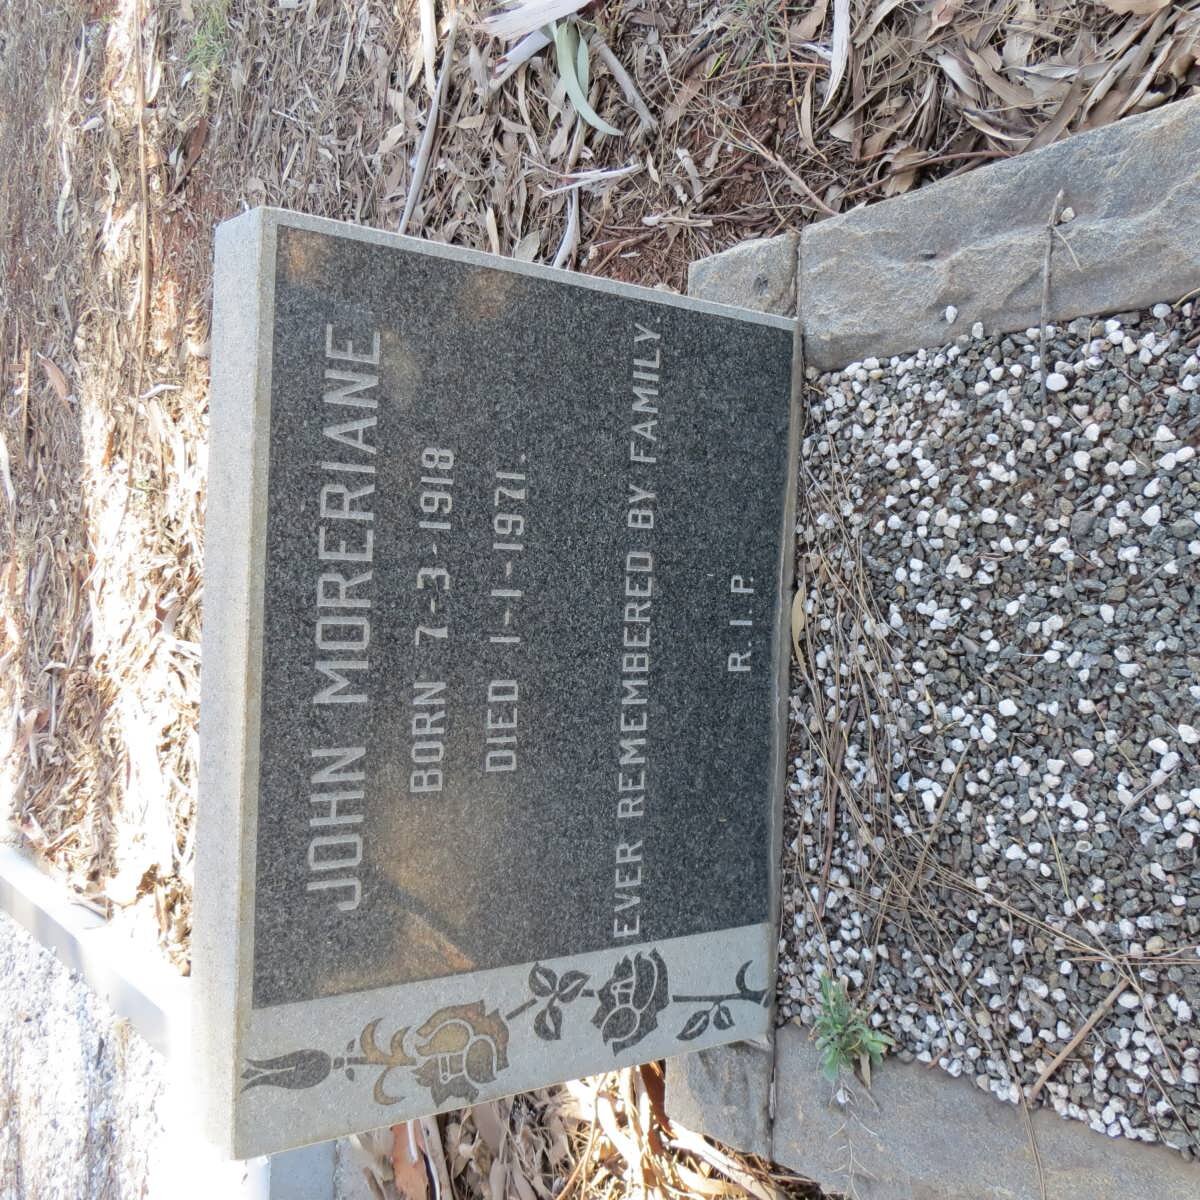 JOHN MORERIANE
BORN 7-3-1918
DIED 1-1-1971.
EVER REMEMBERED BY FAMILY.
R.I.P.